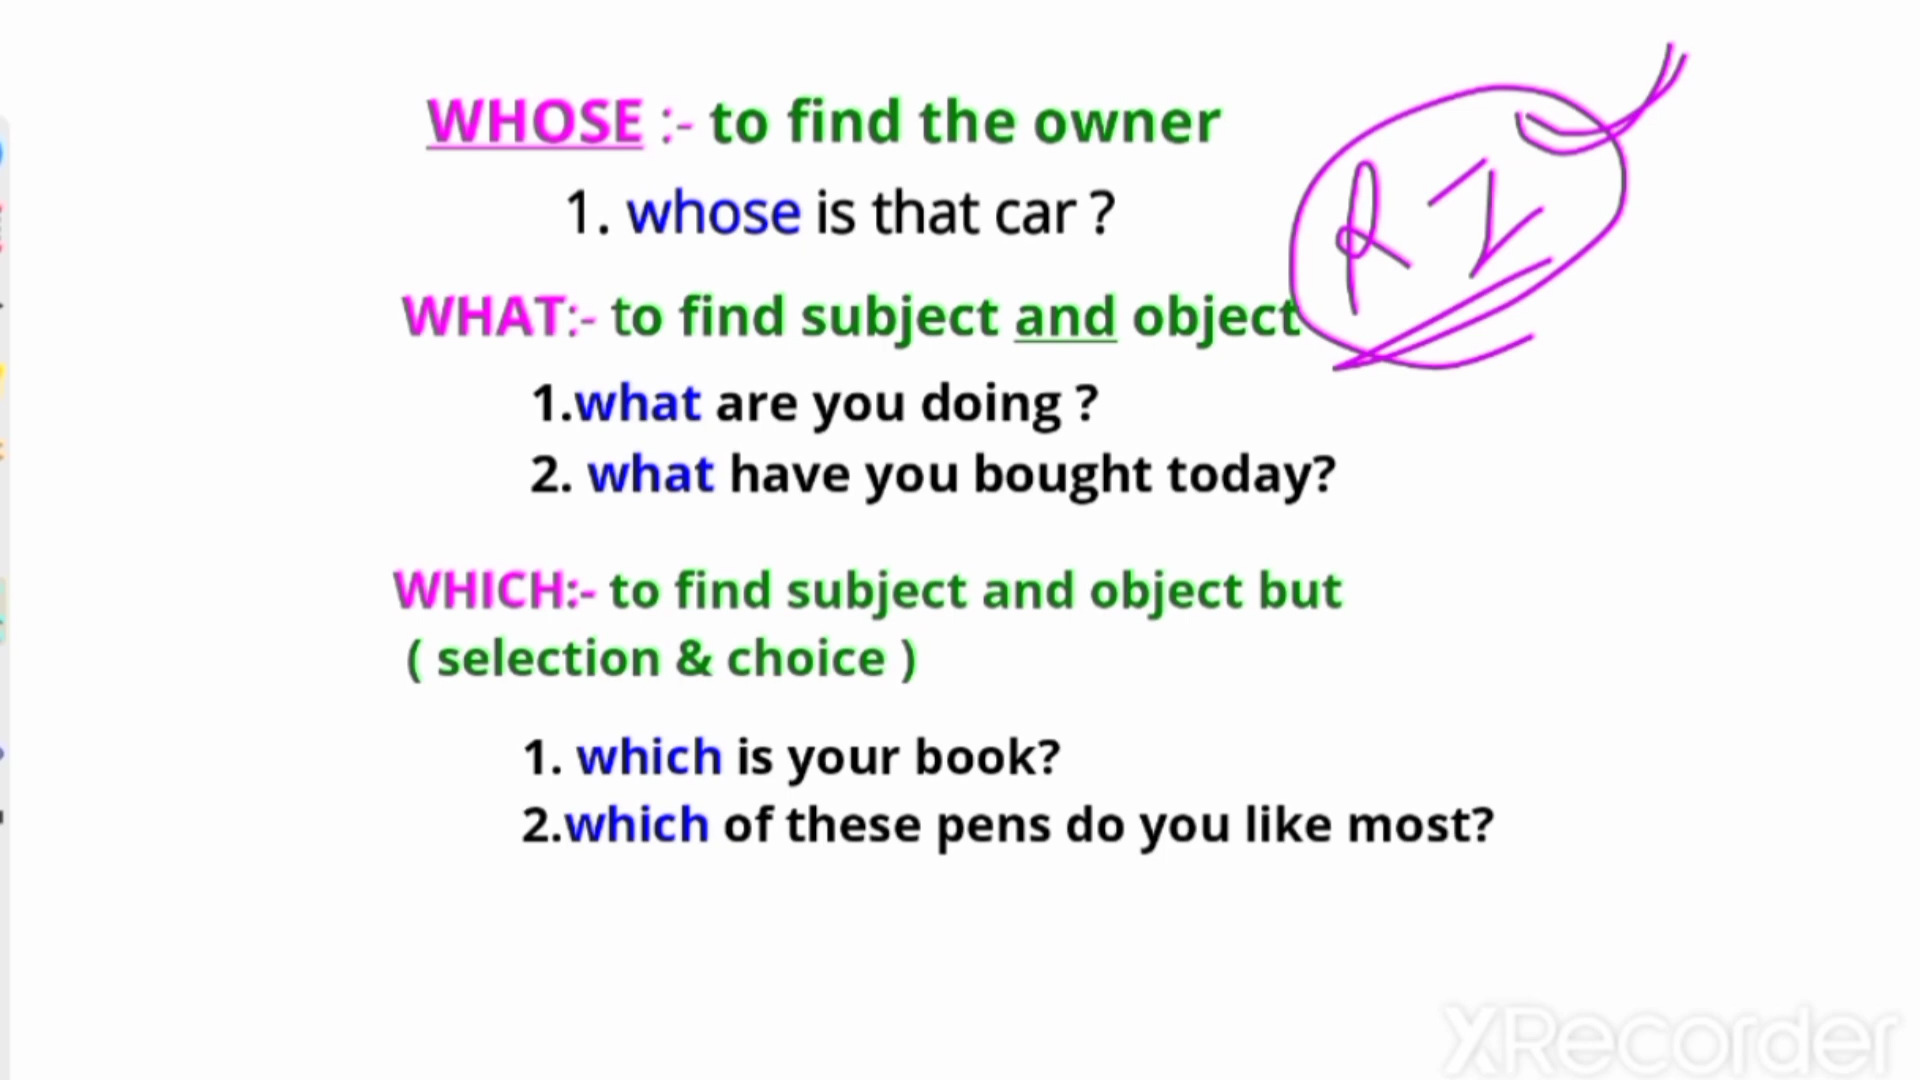 WHOSE :- to find the owner
1. whose is that car ?
RZ
WHAT:- to find subject and object
1.what are you doing ?
2. what have you bought today?
WHICH:- to find subject and object but
( selection & choice )
1. which is your book?
2.which of these pens do you like most?
XRecorder